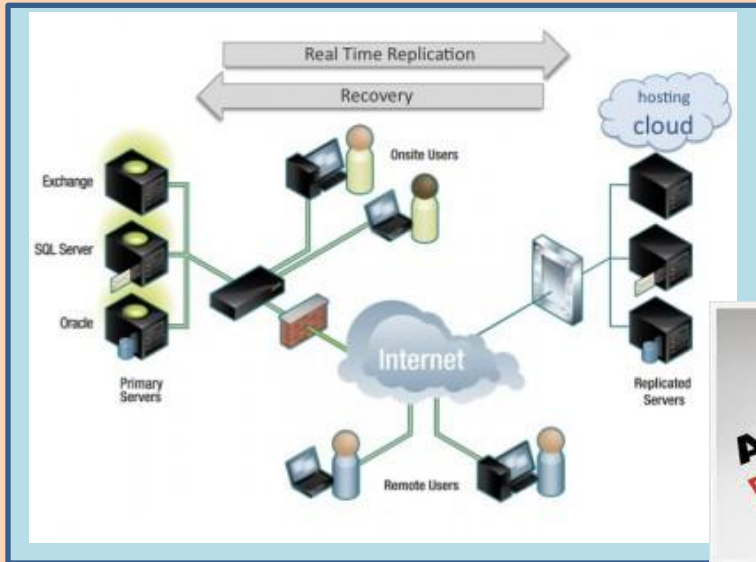 Real Time Replication
Recovery
hosting
cloud
Onsite Users
Exchange
SQL Server
Oracle
Internet
Primary
Servers
Replicated
Servers
Remote Users